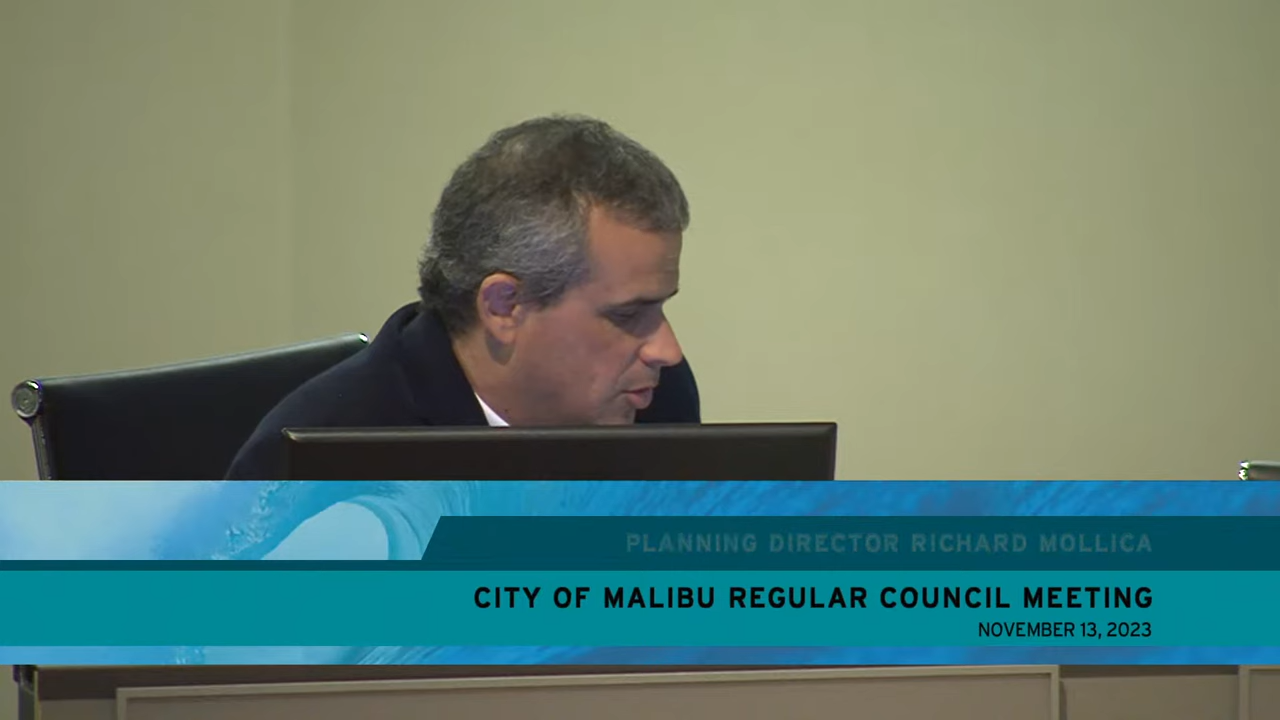 PLANNING DIRECTOR RICHARD MOLLICA
CITY OF MALIBU REGULAR COUNCIL MEETING
NOVEMBER 13, 2023